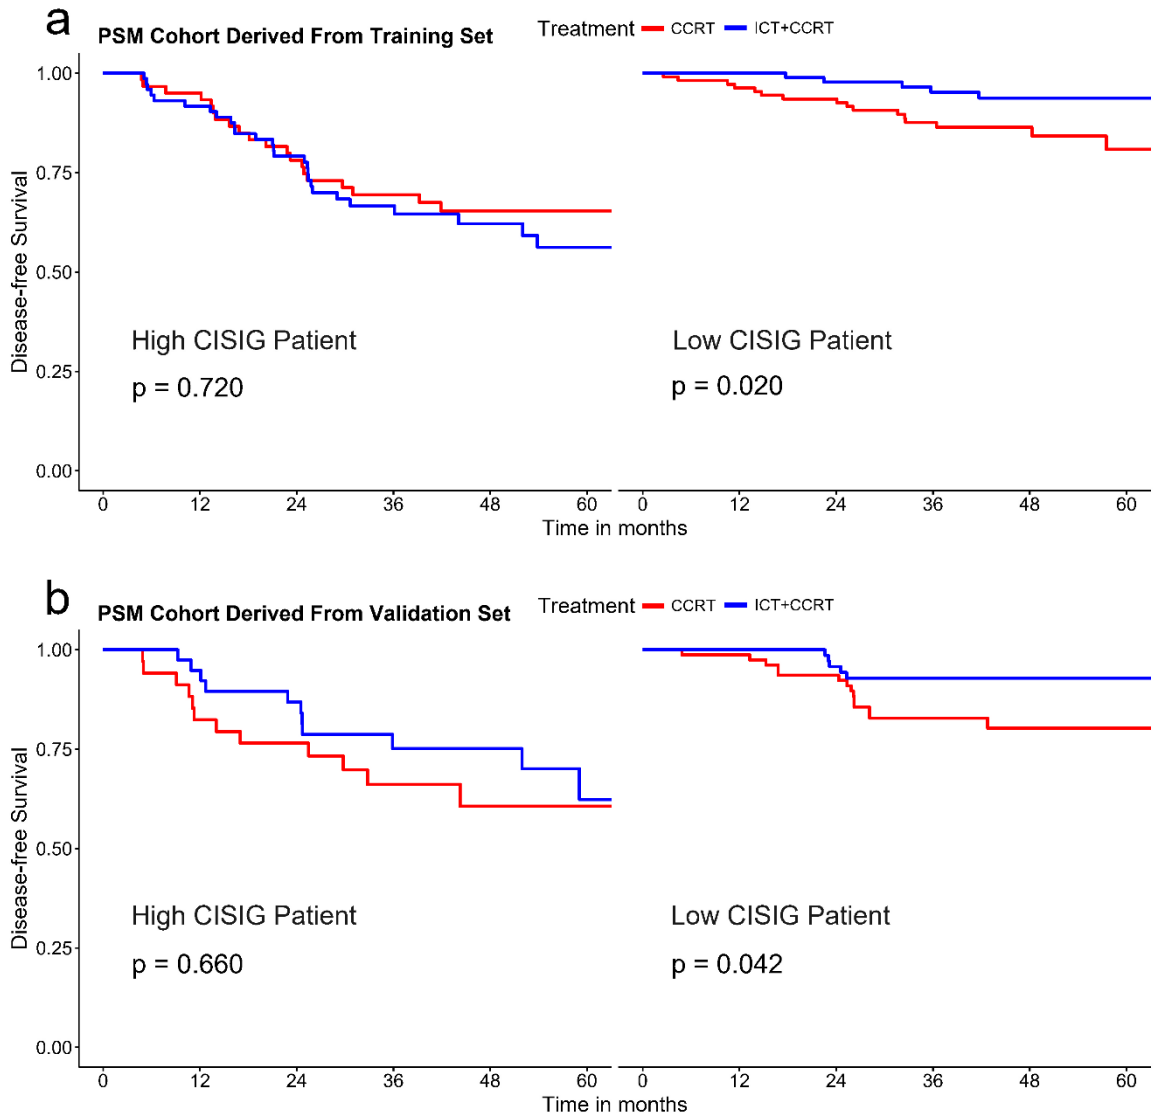 a
PSM Cohort Derived From Training Set
Treatment CCRT ICT+CCRT
Disease-free Survival
1.00
0.75
0.50
0.25
0.00
High CISIG Patient
p = 0.720
Low CISIG Patient
p = 0.020
0 12 24 36 48 60 0 12 24 36 48 60
Time in months
b
PSM Cohort Derived From Validation Set
Treatment CCRT ICT+CCRT
Disease-free Survival
1.00
0.75
0.50
0.25
0.00
High CISIG Patient
p = 0.660
Low CISIG Patient
p = 0.042
0 12 24 36 48 60 0 12 24 36 48 60
Time in months